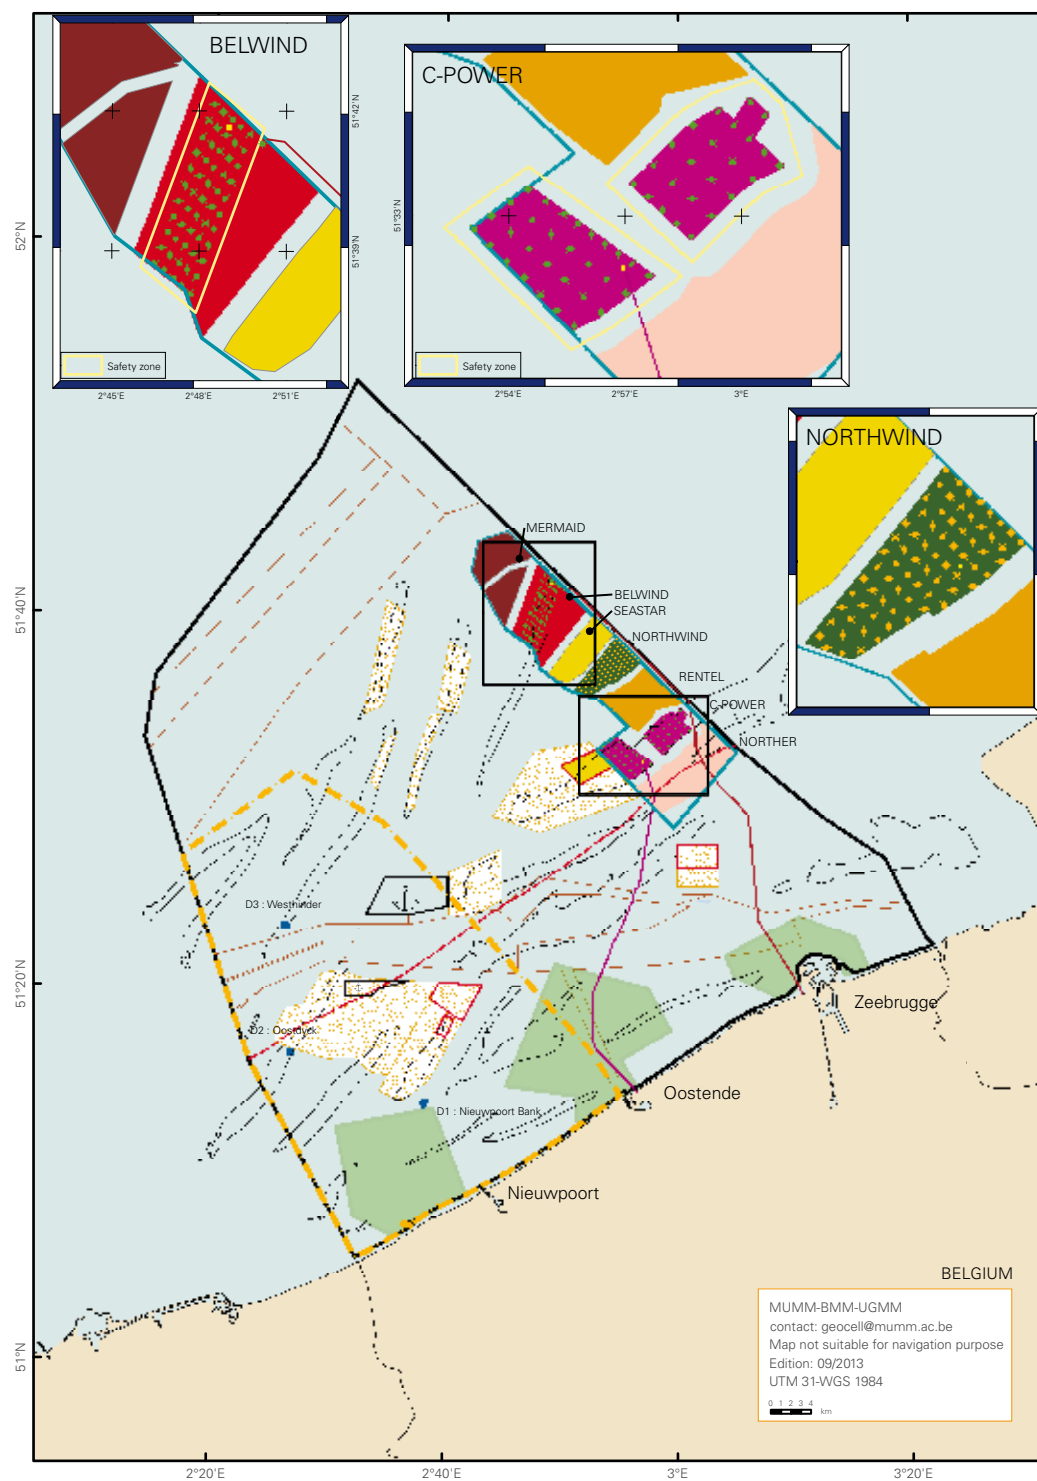 BELWIND
51°42'N
51°39'N
Safety zone
2°45'E
2°48'E
2°51'E
C-POWER
51°33'N
Safety zone
2°54'E
2°57'E
3°E
NORTHWIND
52°N
MERMAID
BELWIND
SEASTAR
NORTHWIND
RENTEL
C-POWER
NORTHER
51°40'N
D3 : Westhinder
51°20'N
D2 : Oostdyck
D1 : Nieuwpoort Bank
Zeebrugge
Oostende
Nieuwpoort
BELGIUM
MUMM-BMM-UGMM
contact: geocell@mumm.ac.be
Map not suitable for navigation purpose
Edition: 09/2013
UTM 31-WGS 1984
0 1 2 3 4
km
51°N
2°20'E
2°40'E
3°E
3°20'E